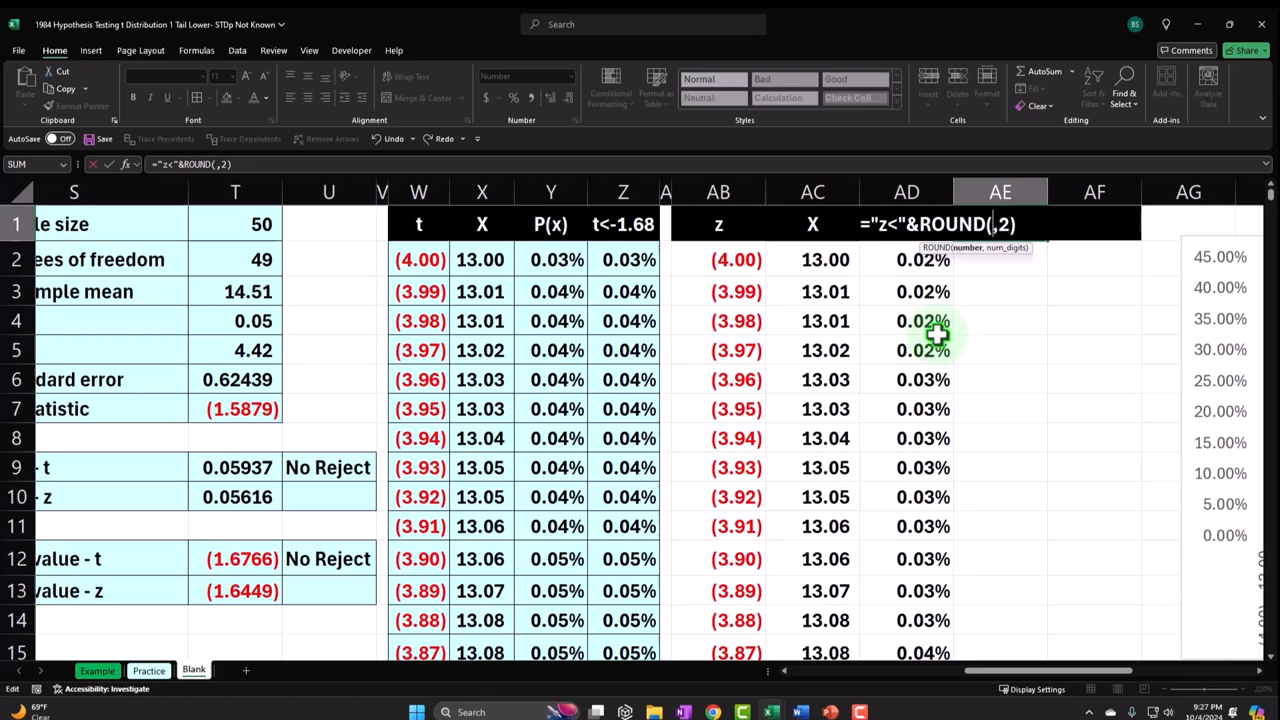 1984 Hypothesis Testing t Distribution 1 Tail Lower- STDp Not Known
Search
BS
File Home Insert Page Layout Formulas Data Review View Developer Help
Comments Share
Paste Cut Copy Format Painter
Clipboard
11 A A B I U A
Font
Wrap Text Merge & Center
Alignment
Number $ % ,
Number
Conditional Formatting Format as Table Normal Bad Good Neutral Calculation Check Cell
Styles
Insert Delete Format
Cells
AutoSum Fill Clear Sort & Filter Find & Select
Editing
Add-ins
Add-ins
Analyze Data
AutoSave Off Save Trace Precedents Trace Dependents Undo Redo Remove Arrows
SUM fx ="z<"&ROUND(,2)
S T U V W X Y Z A AB AC AD AE AF AG
1 le size 50 t X P(x) t<-1.68 z X ="z<"&ROUND(,2)
ROUND(number, num_digits)
2 ees of freedom 49 (4.00) 13.00 0.03% 0.03% (4.00) 13.00 0.02% 45.00%
3 mple mean 14.51 (3.99) 13.01 0.04% 0.04% (3.99) 13.01 0.02% 40.00%
4 0.05 (3.98) 13.01 0.04% 0.04% (3.98) 13.01 0.02% 35.00%
5 4.42 (3.97) 13.02 0.04% 0.04% (3.97) 13.02 0.02% 30.00%
6 ndard error 0.62439 (3.96) 13.03 0.04% 0.04% (3.96) 13.03 0.03% 25.00%
7 atistic (1.5879) (3.95) 13.03 0.04% 0.04% (3.95) 13.03 0.03% 20.00%
8 (3.94) 13.04 0.04% 0.04% (3.94) 13.04 0.03% 15.00%
9 - t 0.05937 No Reject (3.93) 13.05 0.04% 0.04% (3.93) 13.05 0.03% 10.00%
10 - z 0.05616 (3.92) 13.05 0.04% 0.04% (3.92) 13.05 0.03% 5.00%
11 (3.91) 13.06 0.04% 0.04% (3.91) 13.06 0.03% 0.00%
12 value - t (1.6766) No Reject (3.90) 13.06 0.05% 0.05% (3.90) 13.06 0.03%
13 value - z (1.6449) (3.89) 13.07 0.05% 0.05% (3.89) 13.07 0.03%
14 (3.88) 13.08 0.05% 0.05% (3.88) 13.08 0.03%
15 (3.87) 13.08 0.05% 0.05% (3.87) 13.08 0.04%
Example Practice Blank
Edit Accessibility: Investigate Display Settings 220%
69°F
Clear
Search
9:27 PM
10/4/2024